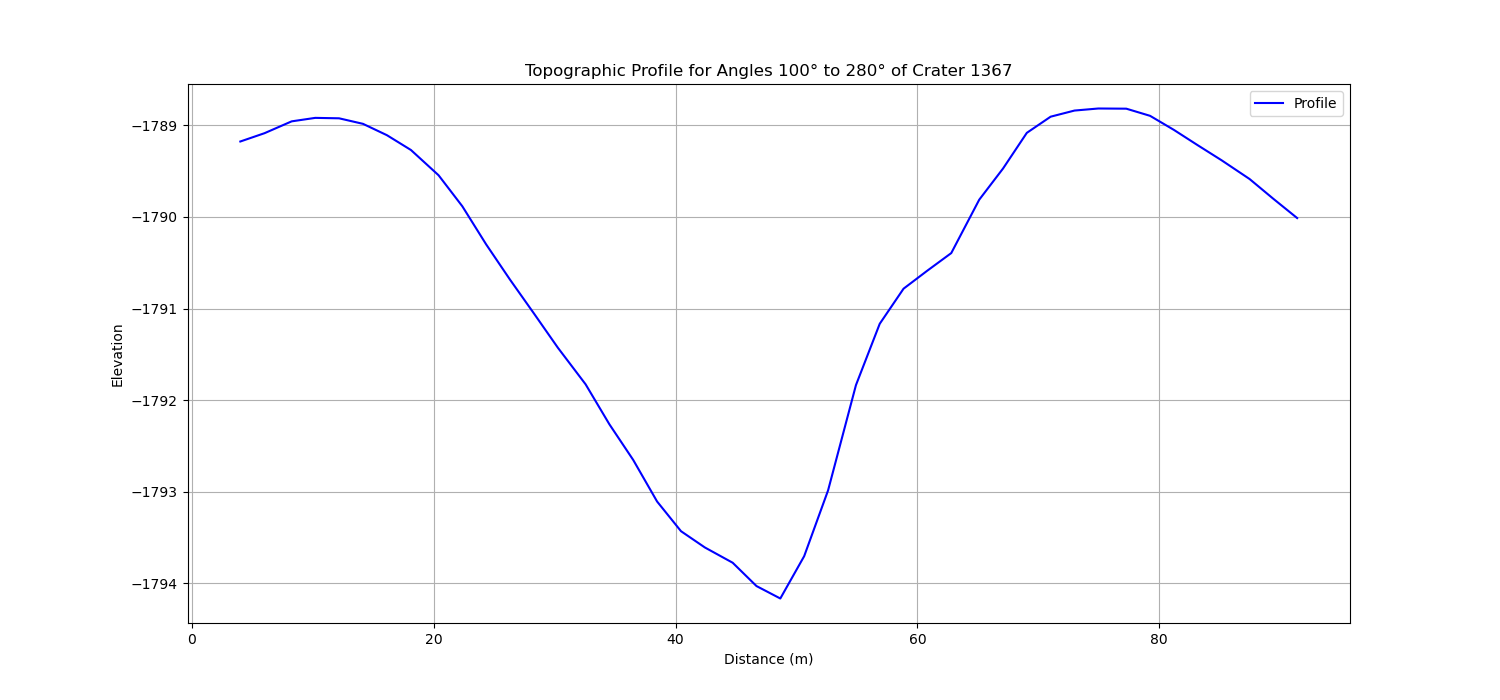 Topographic Profile for Angles 100° to 280° of Crater 1367
Profile
−1789
−1790
−1791
−1792
−1793
−1794
Elevation
0 20 40 60 80
Distance (m)